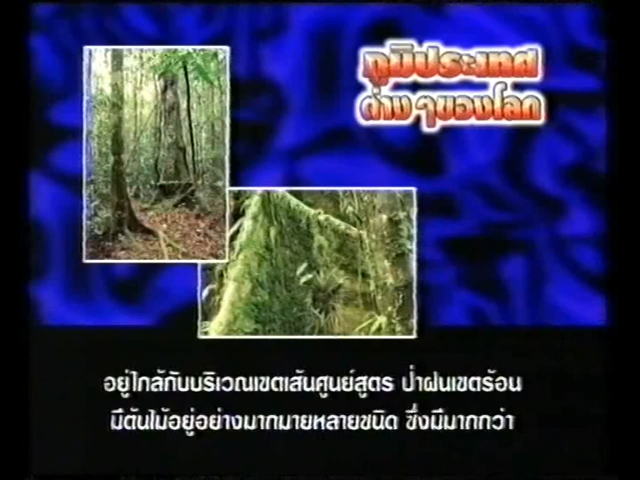 ภูมิประเทศ
ต่าง ๆของโลก
อยู่ใกล้กับบริเวณเขตเส้นศูนย์สูตร ป่าฝนเขตร้อน
มีต้นไม้อยู่อย่างมากมายหลายชนิด ซึ่งมีมากกว่า